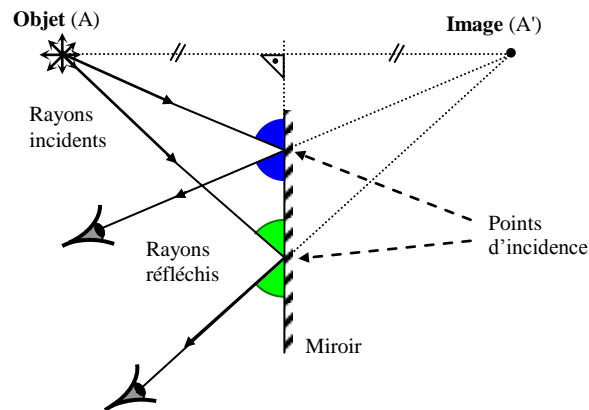 Objet (A)
Image (A')
Rayons
incidents
Points
d'incidence
Rayons
réfléchis
Miroir